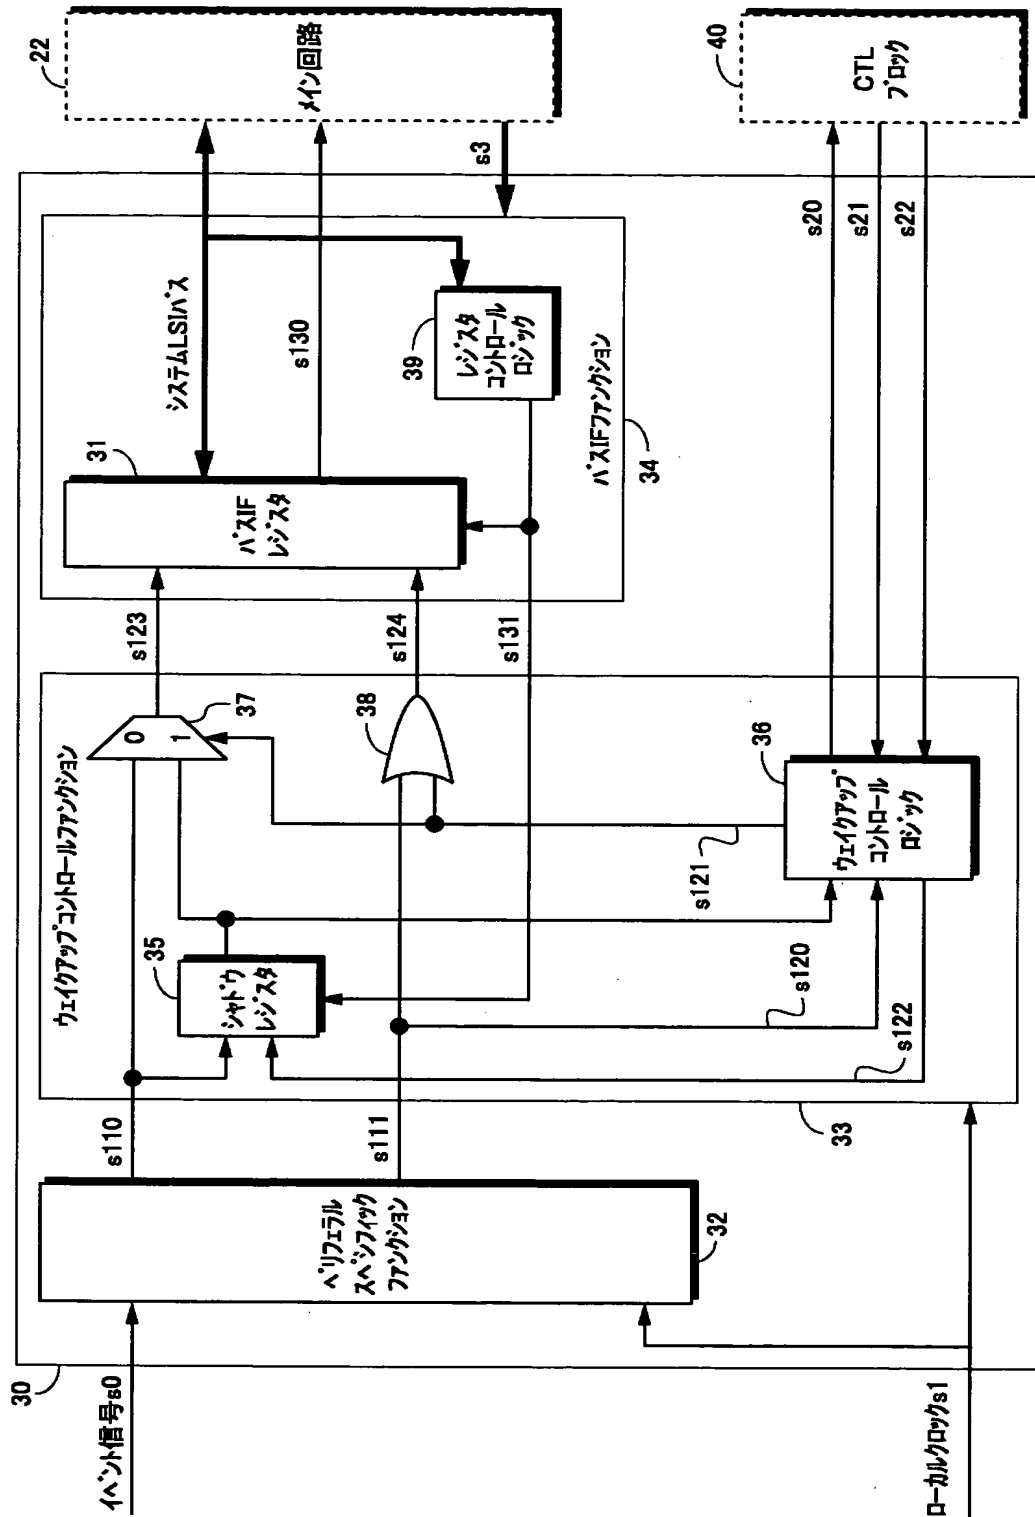 30
イベント信号s0
ローカルクロックs1
ペリフェラル
スペシフィック
ファンクション
32
s110
s111
ウェイクアップコントロールファンクション
33
シャドウ
レジスタ
35
0
1
37
38
s120
s121
s122
ウェイクアップ
コントロール
ロジック
36
s123
s124
s131
バスIF
レジスタ
31
システムLSIバス
s130
レジスタ
コントロール
ロジック
39
バスIFファンクション
34
s3
s20
s21
s22
メイン回路
22
CTL
ブロック
40